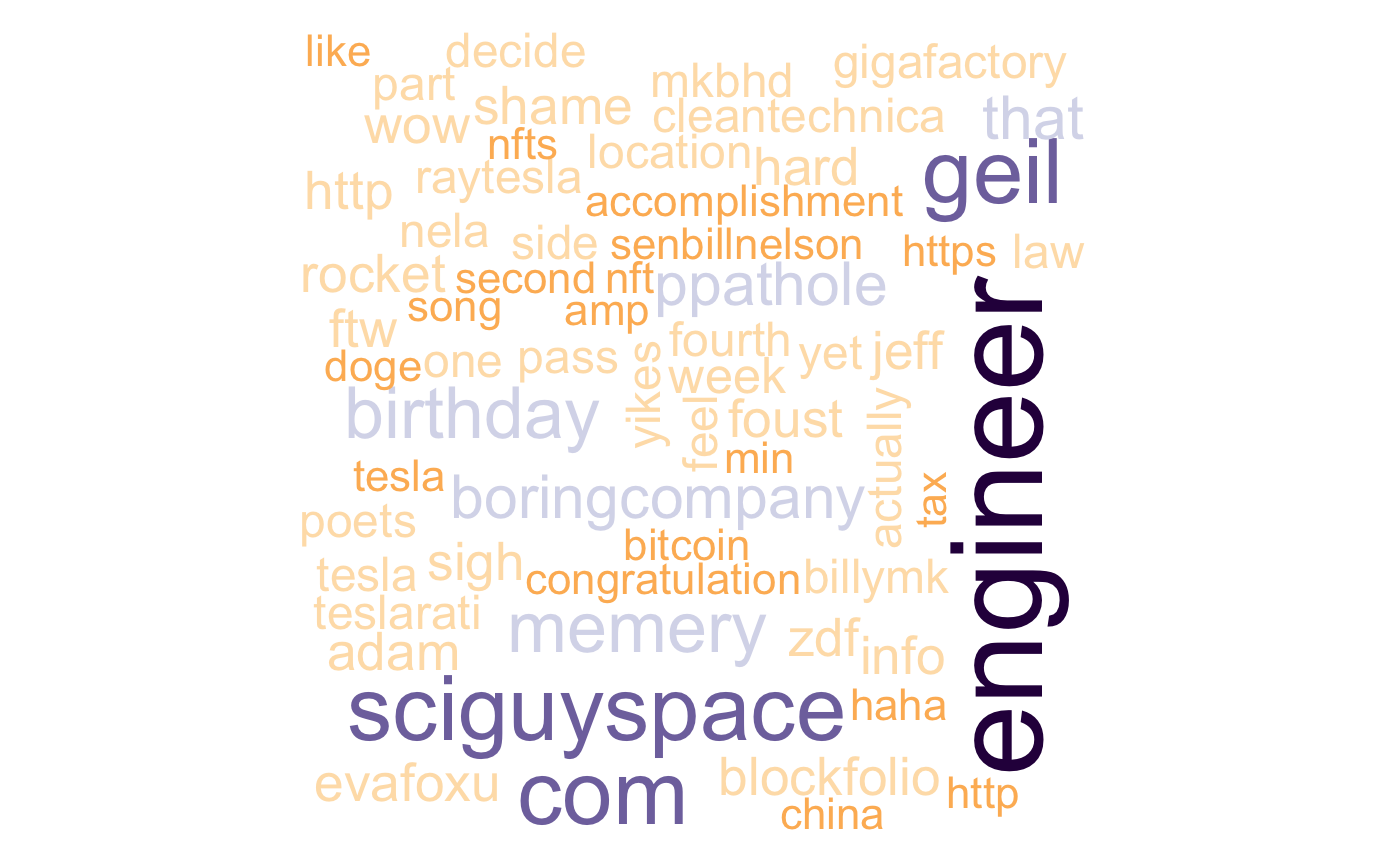 like decide
part mkbhd gigafactory
wow shame cleantechnica that
nfts location hard geil
http raytesla accomplishment
nela side senbillnelson https law
rocket second nft ppathole
song amp
ftw fourth yet jeff
doge one pass yikes week
birthday feel foust actually engineer
tesla min
boringcompany tax
poets bitcoin
tesla sigh congratulation billymk
teslarati memery zdf info
adam
sciguyspace haha
evafoxu com blockfolio http
china